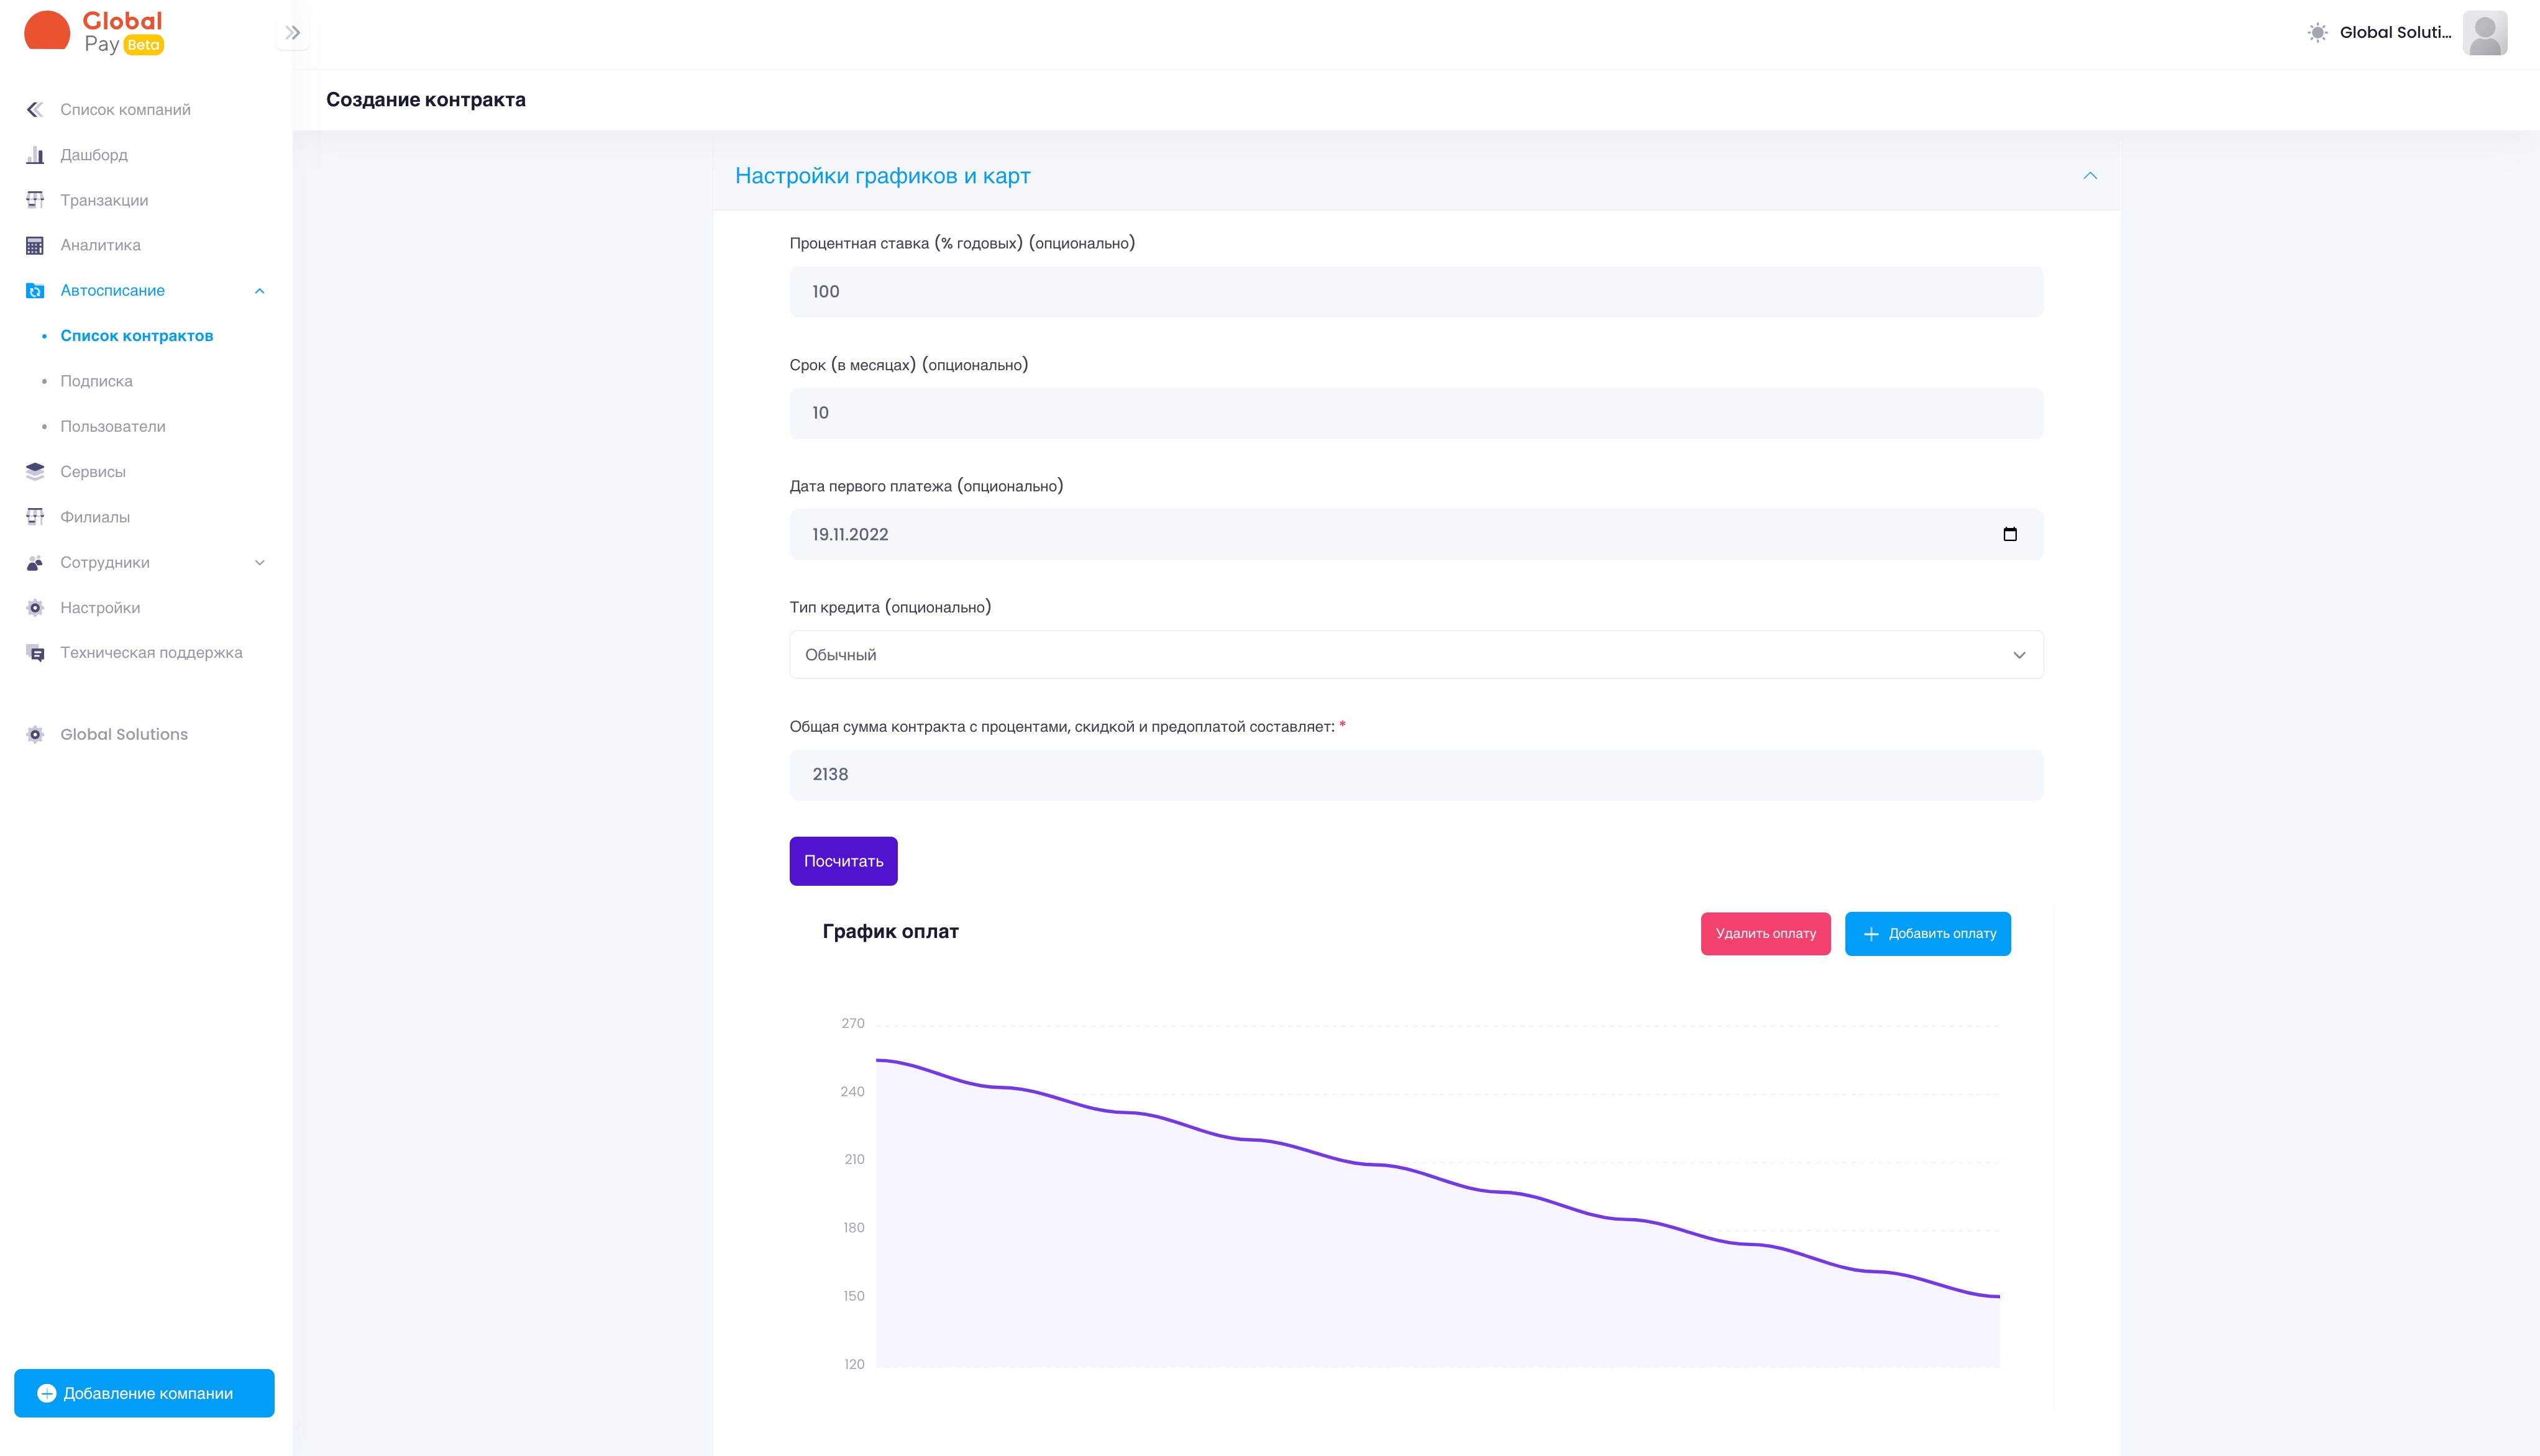 Global
Pay Beta
Global Soluti...
Создание контракта
Список компаний
Дашборд
Транзакции
Аналитика
Автосписание
Список контрактов
Подписка
Пользователи
Сервисы
Филиалы
Сотрудники
Настройки
Техническая поддержка
Global Solutions
Добавление компании
Настройки графиков и карт
Процентная ставка (% годовых) (опционально)
100
Срок (в месяцах) (опционально)
10
Дата первого платежа (опционально)
19.11.2022
Тип кредита (опционально)
Обычный
Общая сумма контракта с процентами, скидкой и предоплатой составляет: *
2138
Посчитать
График оплат
Удалить оплату
Добавить оплату
270
240
210
180
150
120